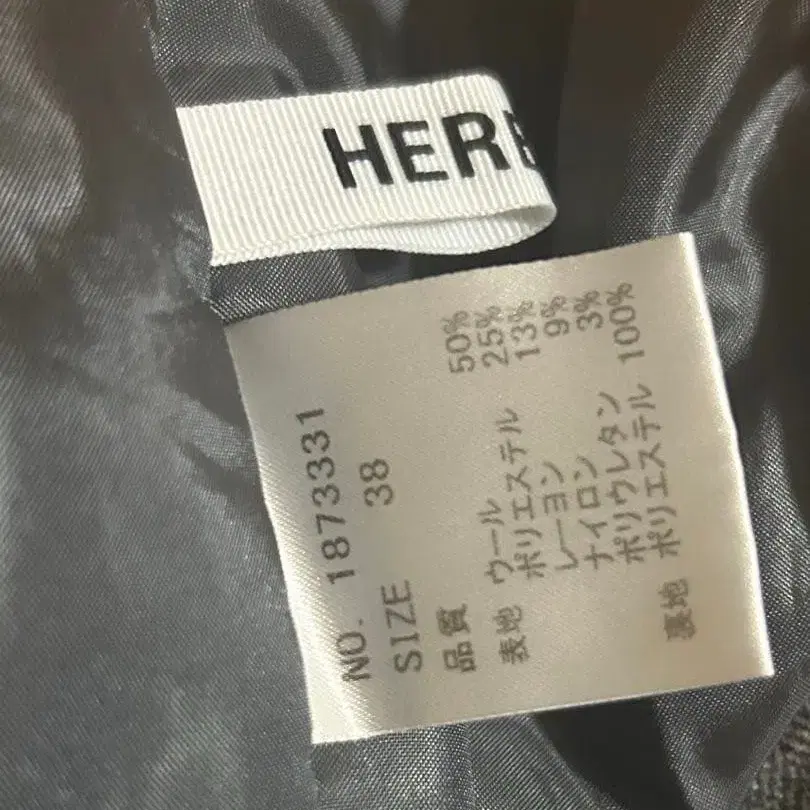 HERE
NO. 1873331
SIZE 38
品質
表地 ウール 50%
ポリエステル 25%
レーヨン 13%
ナイロン 9%
ポリウレタン 3%
裏地 ポリエステル 100%